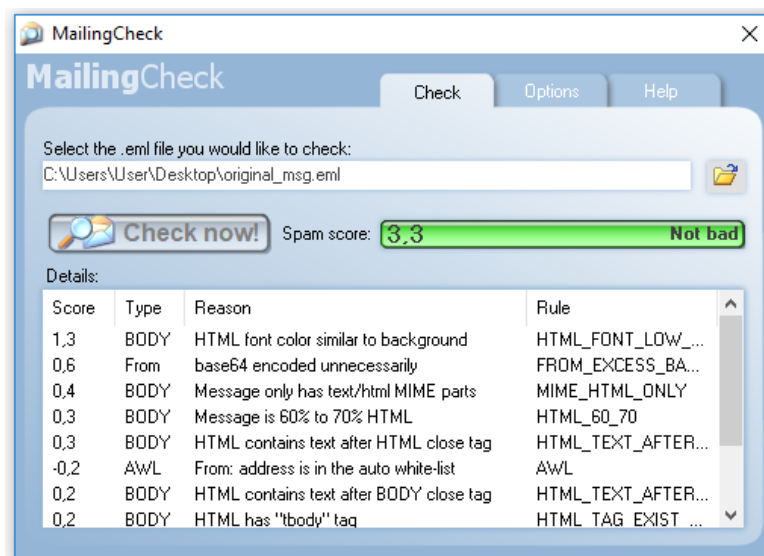 MailingCheck
MailingCheck
Check Options Help
Select the .eml file you would like to check:
C:\Users\User\Desktop\original_msg.eml
Check now! Spam score: 3,3 Not bad
Details:
Score Type Reason Rule
1,3 BODY HTML font color similar to background HTML_FONT_LOW_...
0,6 From base64 encoded unnecessarily FROM_EXCESS_BA...
0,4 BODY Message only has text/html MIME parts MIME_HTML_ONLY
0,3 BODY Message is 60% to 70% HTML HTML_60_70
0,3 BODY HTML contains text after HTML close tag HTML_TEXT_AFTER...
-0,2 AWL From: address is in the auto white-list AWL
0,2 BODY HTML contains text after BODY close tag HTML_TEXT_AFTER...
0,2 BODY HTML has "tbody" tag HTML_TAG_EXIST_...